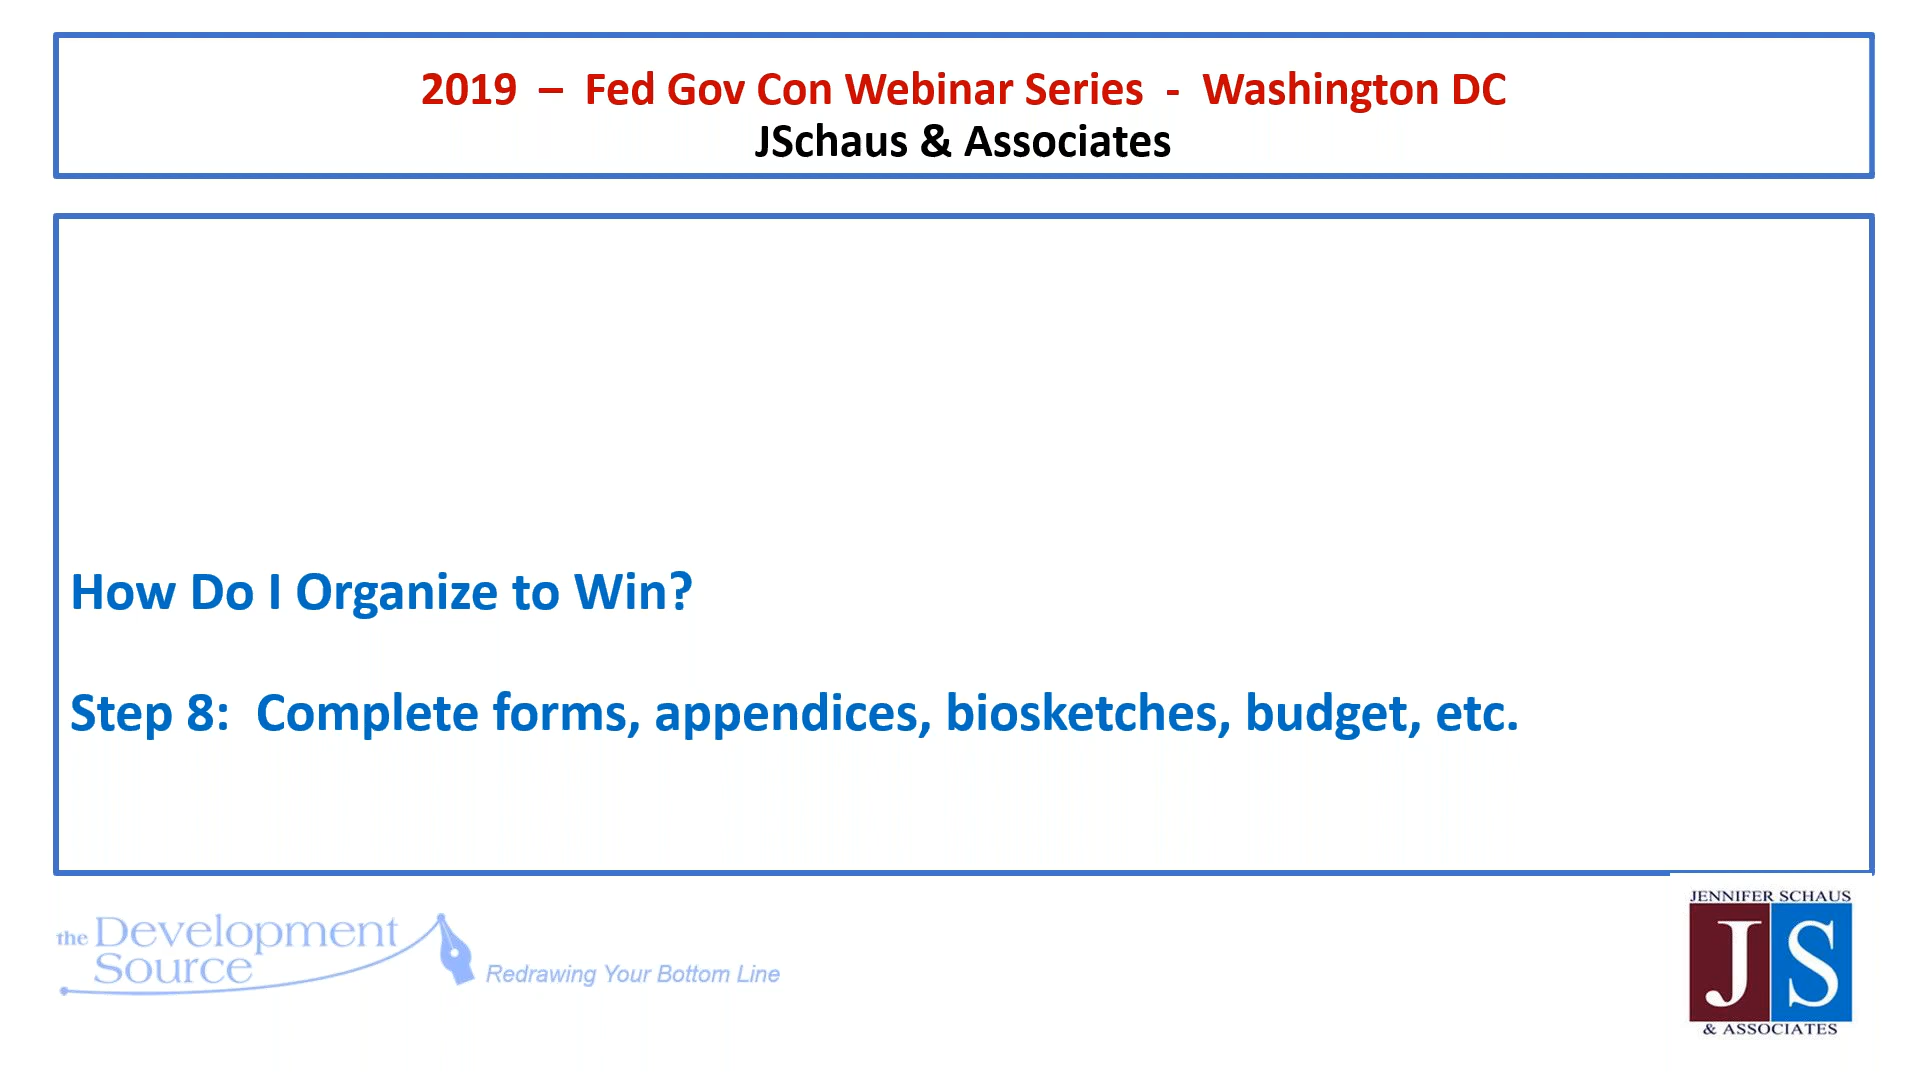 2019 – Fed Gov Con Webinar Series - Washington DC
JSchaus & Associates
How Do I Organize to Win?
Step 8: Complete forms, appendices, biosketches, budget, etc.
the Development
Source
Redrawing Your Bottom Line
JENNIFER SCHAUS
JS
& ASSOCIATES